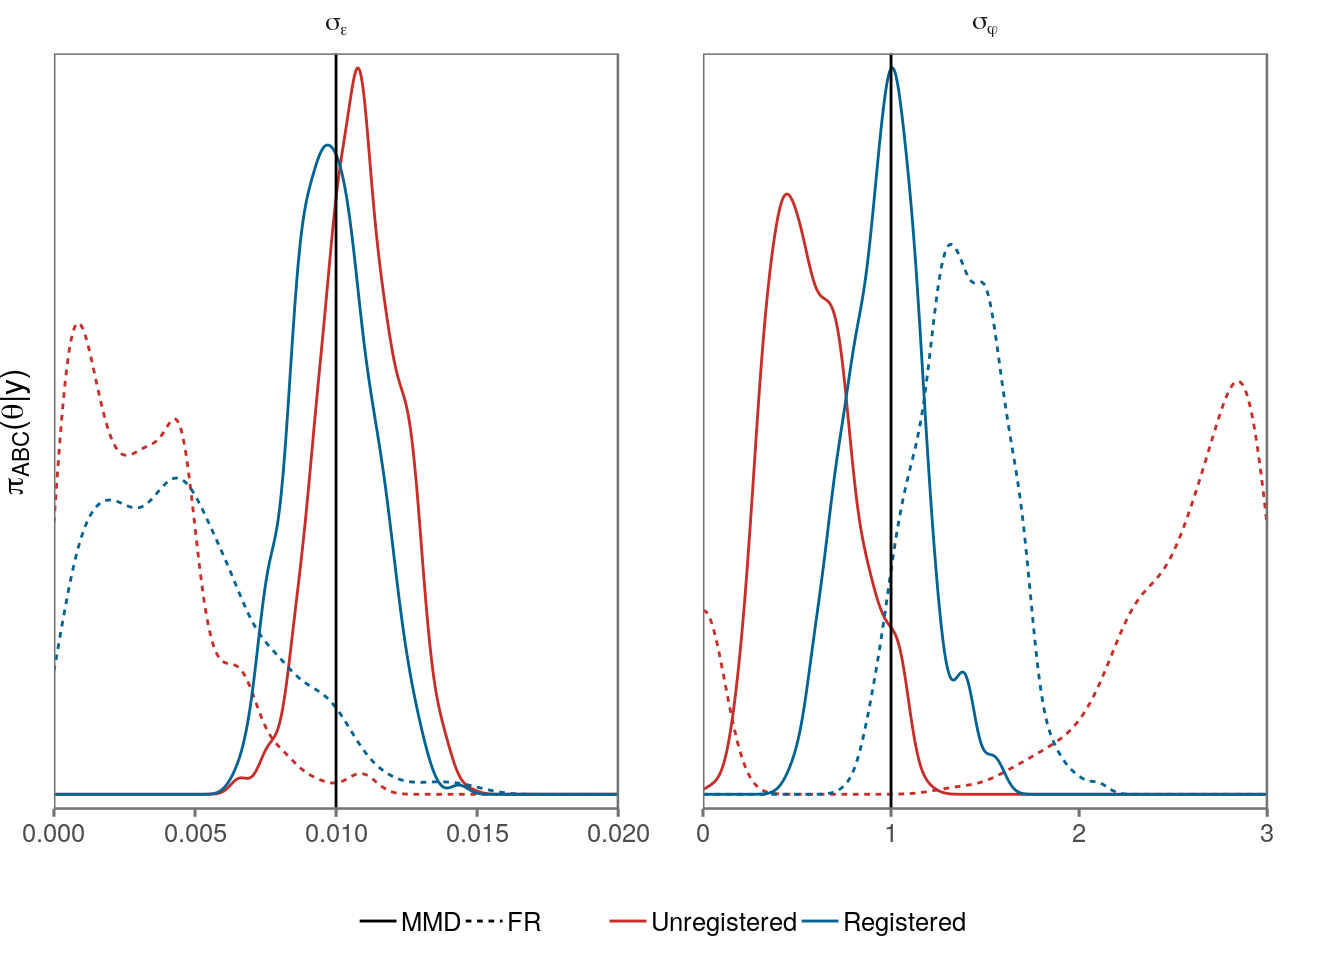 σε
σφ
πABC(θ|y)
0.000 0.005 0.010 0.015 0.020
0 1 2 3
MMD FR Unregistered Registered